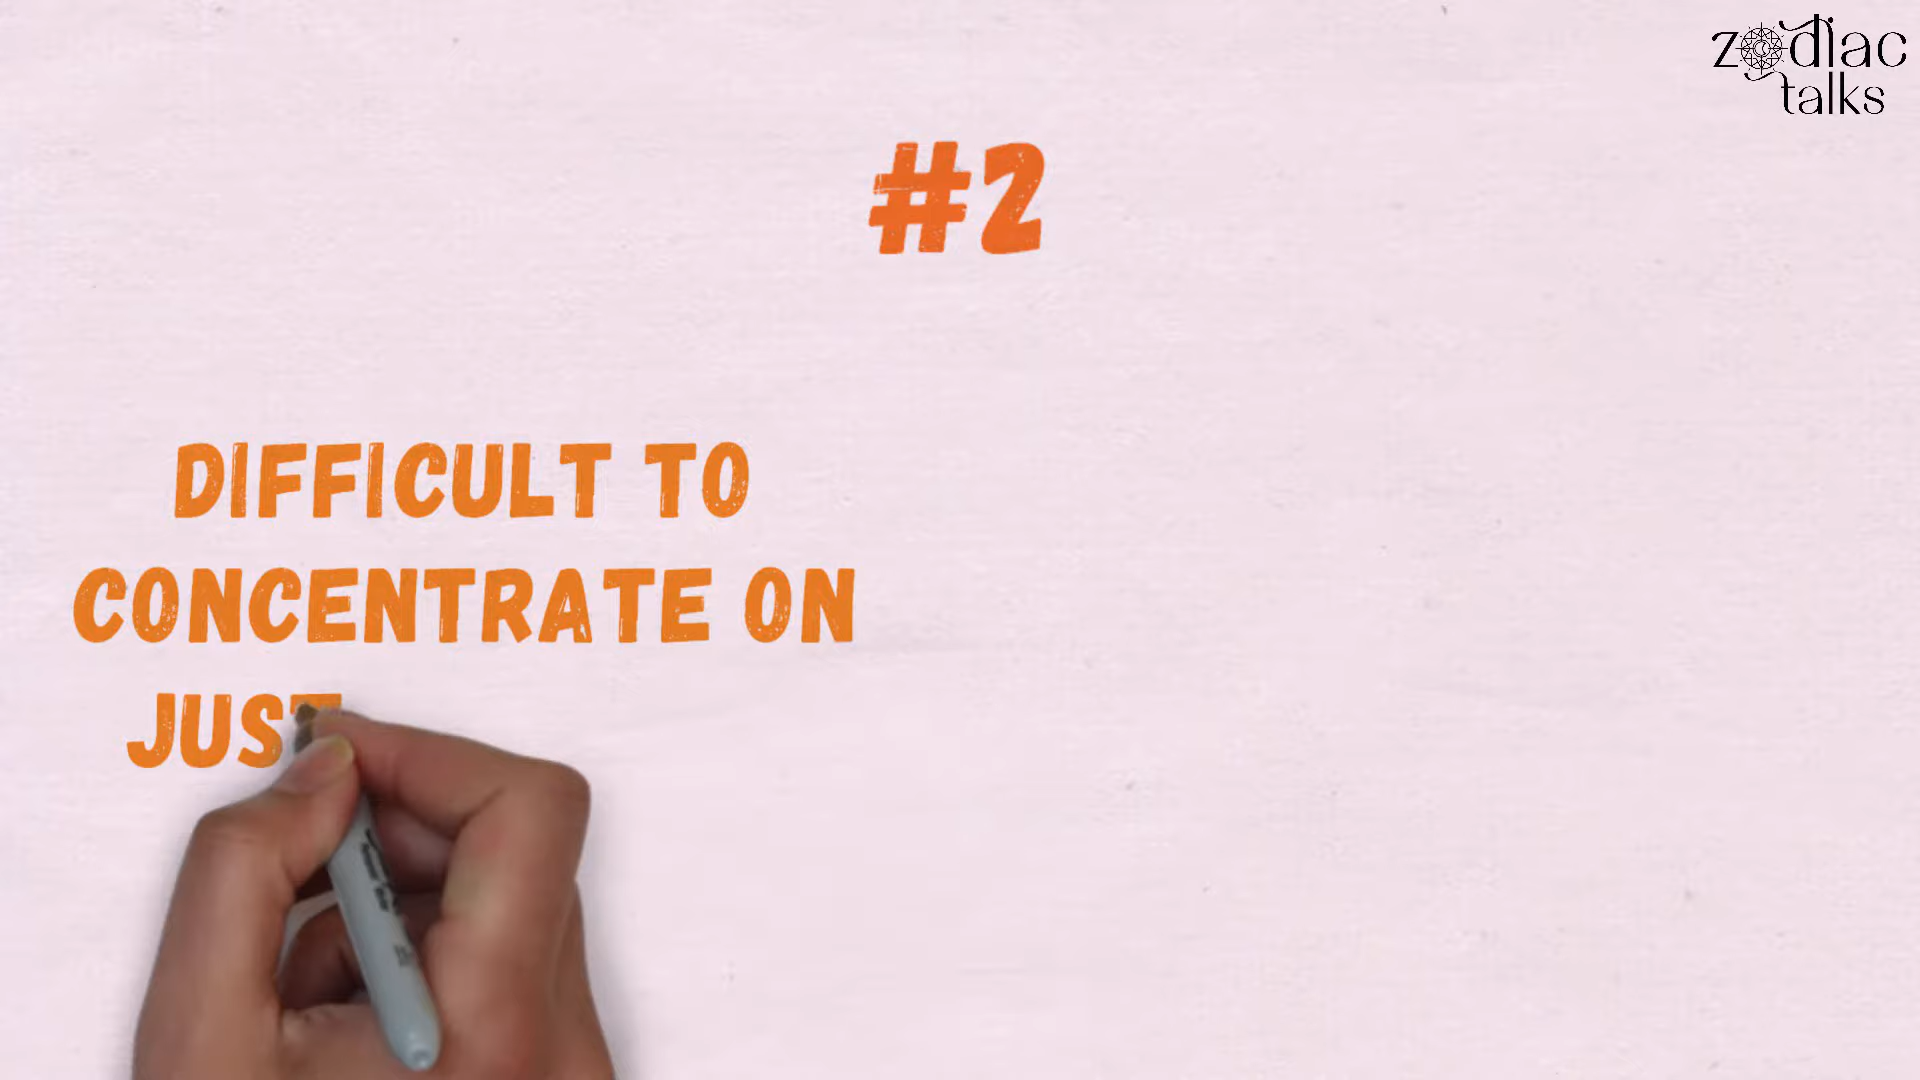 zodiac
talks
#2
DIFFICULT TO
CONCENTRATE ON
JUST